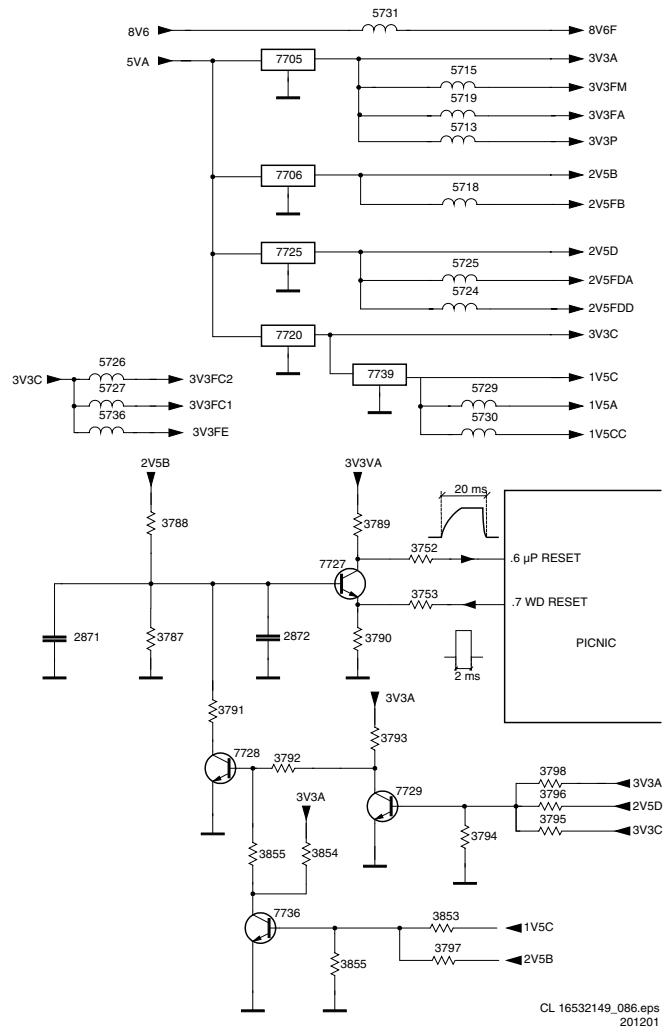 5731
8V6 8V6F
5VA 7705 3V3A
5715
3V3FM
5719
3V3FA
5713
3V3P
7706 2V5B
5718
2V5FB
7725 2V5D
5725
2V5FDA
5724
2V5FDD
7720 3V3C
5726
3V3C 3V3FC2
7739 1V5C
5727
3V3FC1
5729
1V5A
5736
3V3FE
5730
1V5CC
2V5B 3V3VA
20 ms
3788 3789
3752
.6 µP RESET
7727
3753
.7 WD RESET
2871 3787 2872 3790
PICNIC
2 ms
3791 3V3A
3793
7728 3792
7729
3798
3V3A
3796
2V5D
3795
3V3C
3V3A
3794
3855 3854
7736
3853
1V5C
3797
2V5B
3855
CL 16532149_086.eps
201201